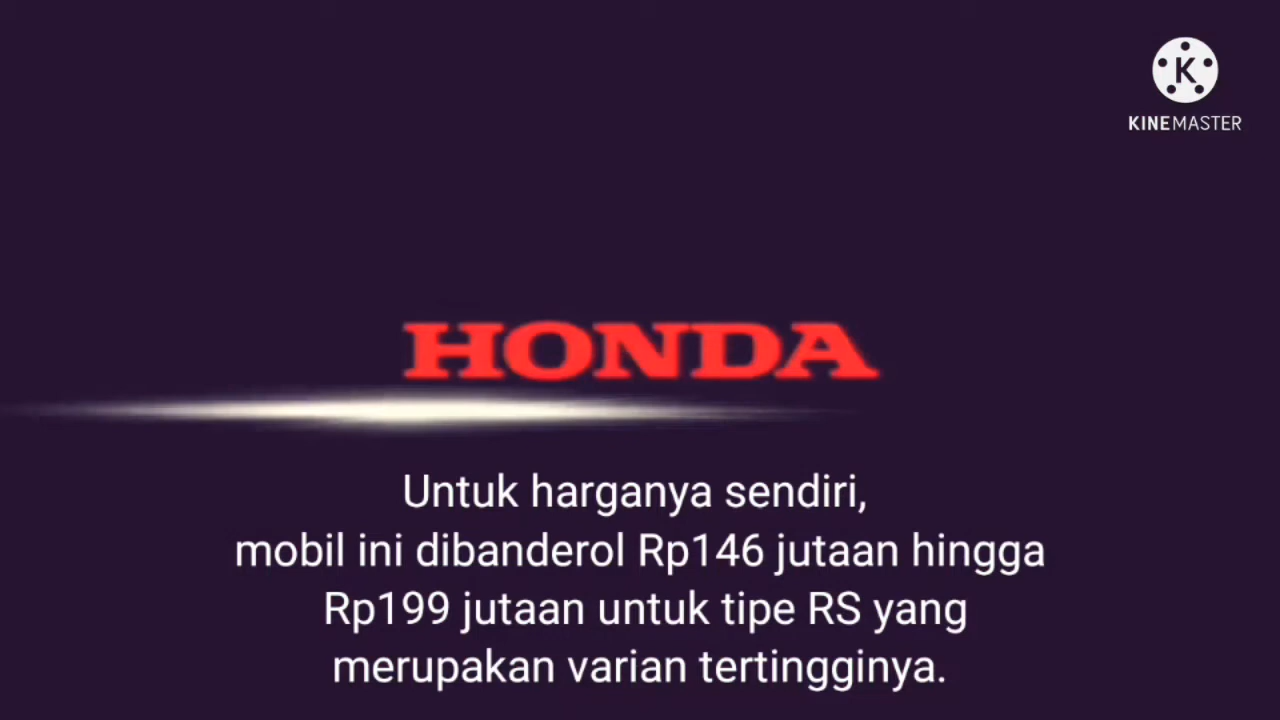 K
KINEMASTER
HONDA
Untuk harganya sendiri,
mobil ini dibanderol Rp146 jutaan hingga
Rp199 jutaan untuk tipe RS yang
merupakan varian tertingginya.